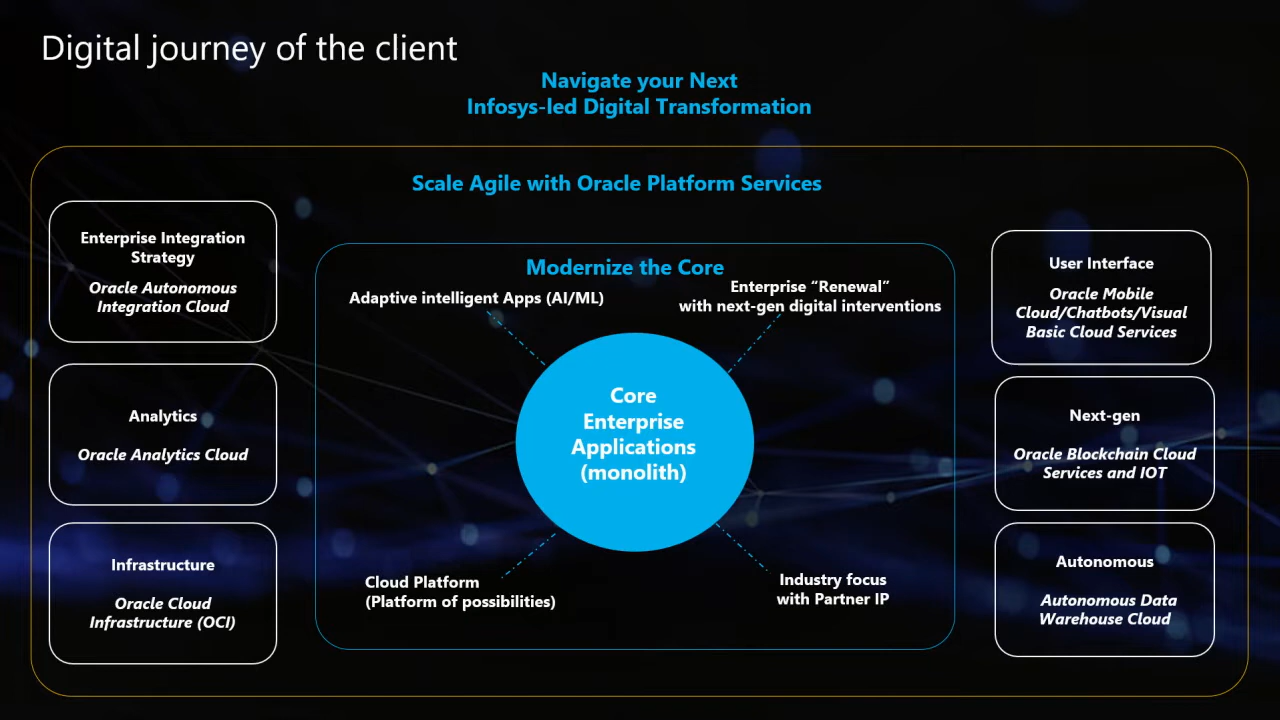 Digital journey of the client
Navigate your Next
Infosys-led Digital Transformation
Scale Agile with Oracle Platform Services
Enterprise Integration
Strategy
Oracle Autonomous
Integration Cloud
Analytics
Oracle Analytics Cloud
Infrastructure
Oracle Cloud
Infrastructure (OCI)
Modernize the Core
Adaptive intelligent Apps (AI/ML)
Enterprise “Renewal”
with next-gen digital interventions
Core
Enterprise
Applications
(monolith)
Cloud Platform
(Platform of possibilities)
Industry focus
with Partner IP
User Interface
Oracle Mobile
Cloud/Chatbots/Visual
Basic Cloud Services
Next-gen
Oracle Blockchain Cloud
Services and IOT
Autonomous
Autonomous Data
Warehouse Cloud